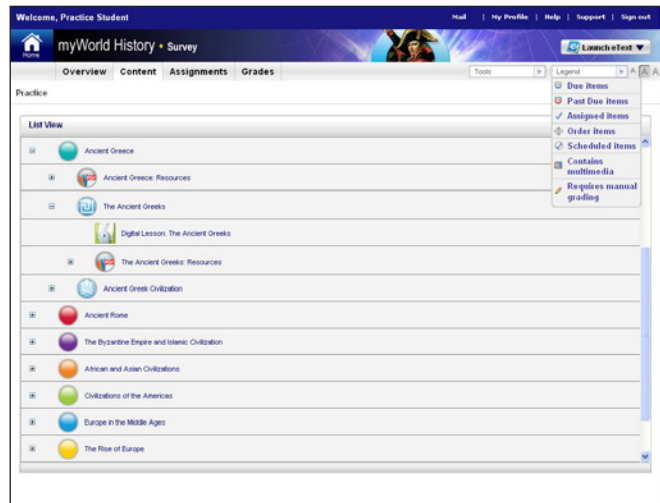 Welcome, Practice Student
Mail | My Profile | Help | Support | Sign out
Home
myWorld History • Survey
Launch eText
Overview Content Assignments Grades
Tools
Legend
A A A
Practice
Due items
Past Due items
Assigned items
Order items
Scheduled items
Contains
multimedia
Requires manual
grading
List View
Ancient Greece
Ancient Greece: Resources
The Ancient Greeks
Digital Lesson: The Ancient Greeks
The Ancient Greeks: Resources
Ancient Greek Civilization
Ancient Rome
The Byzantine Empire and Islamic Civilization
African and Asian Civilizations
Civilizations of the Americas
Europe in the Middle Ages
The Rise of Europe